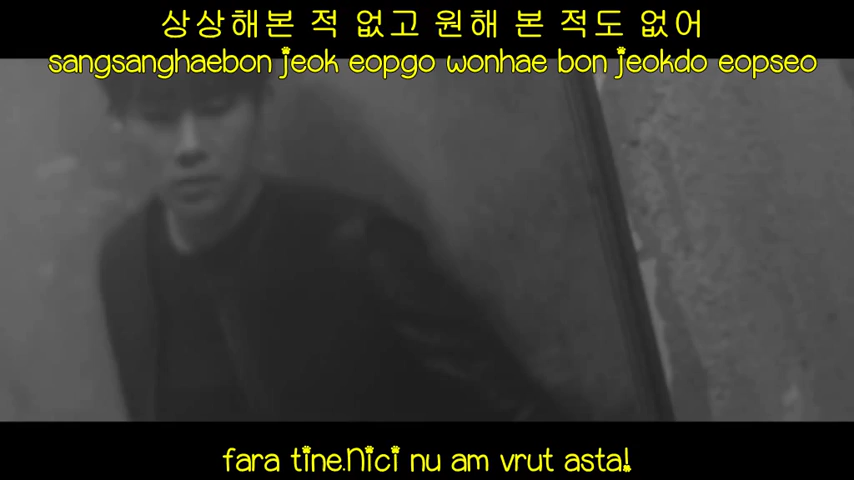 상상해본 적 없고 원해 본 적도 없어
sangsanghaebon jeok eopgo wonhae bon jeokdo eopseo
fara tine.Nici nu am vrut asta!